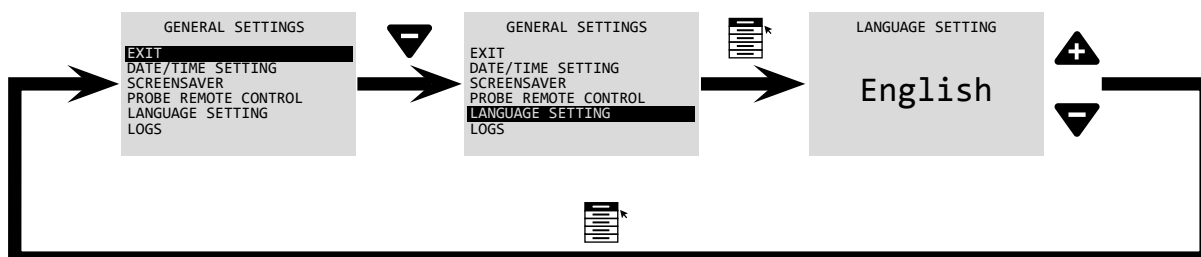 GENERAL SETTINGS
EXIT
DATE/TIME SETTING
SCREENSAVER
PROBE REMOTE CONTROL
LANGUAGE SETTING
LOGS
GENERAL SETTINGS
EXIT
DATE/TIME SETTING
SCREENSAVER
PROBE REMOTE CONTROL
LANGUAGE SETTING
LOGS
LANGUAGE SETTING
English